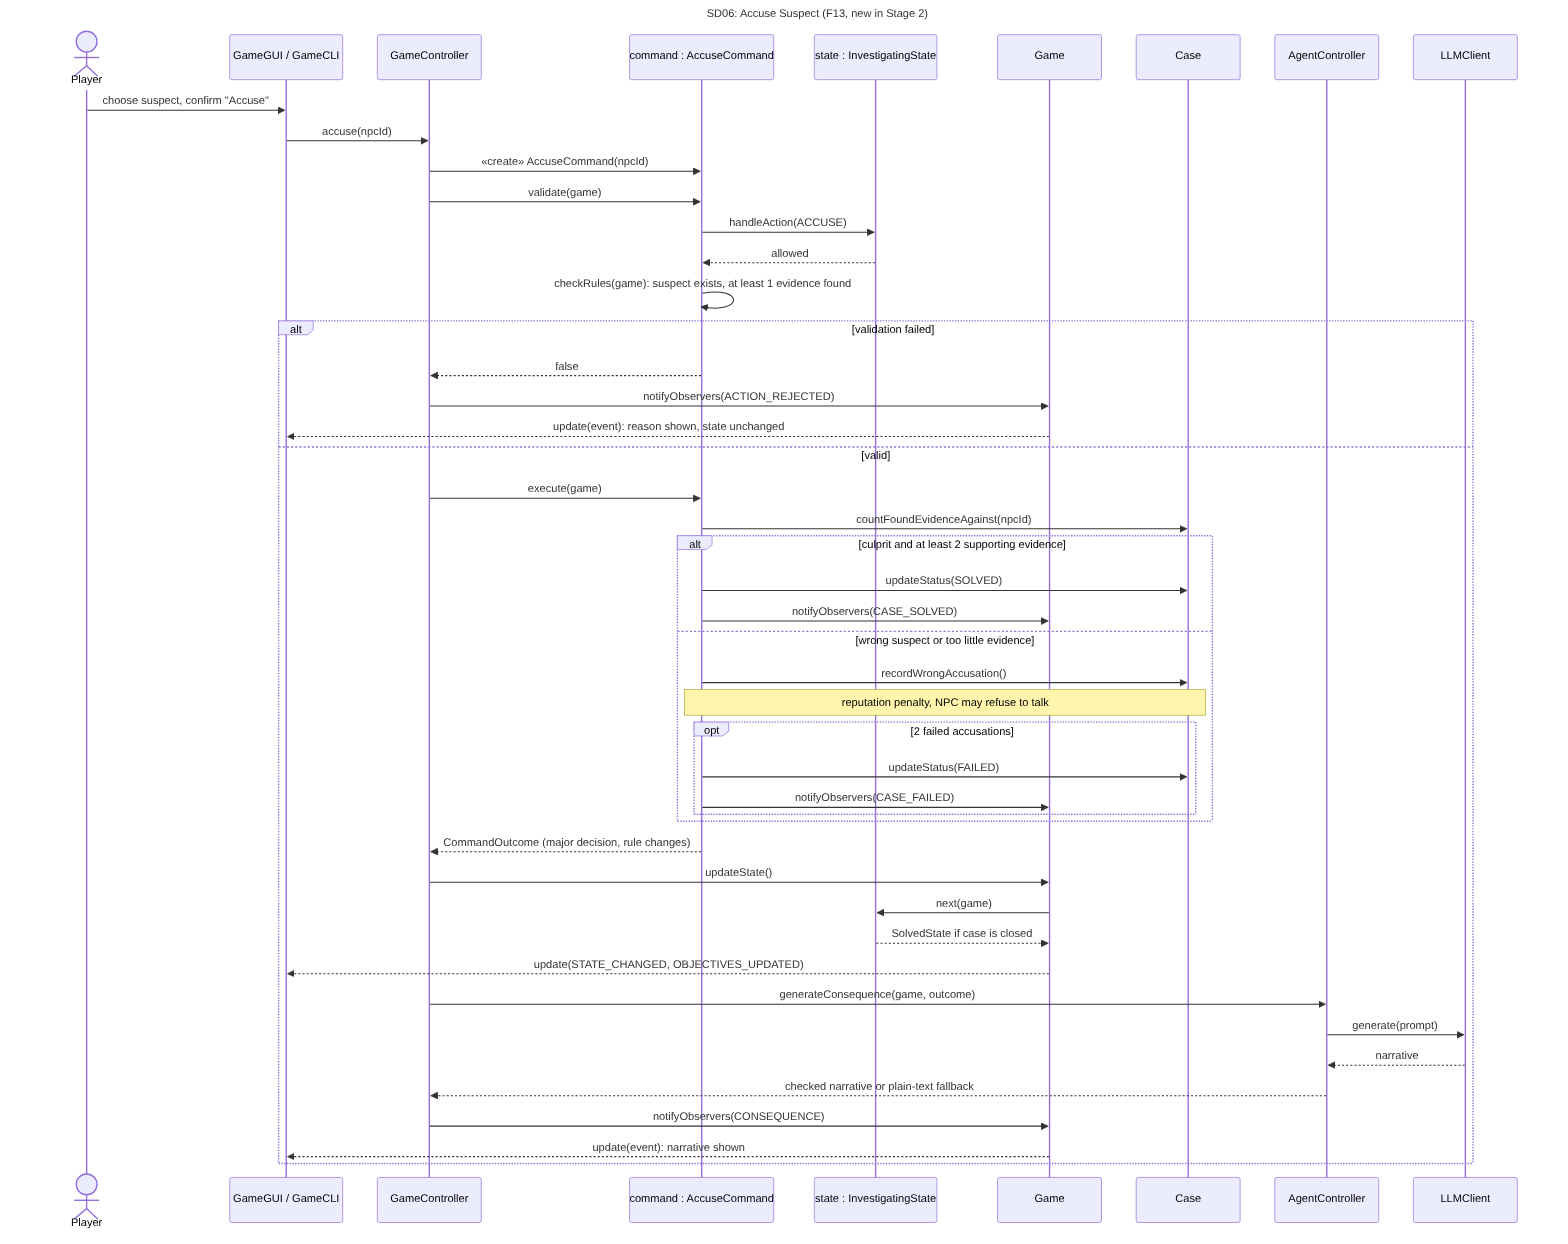 SD06: Accuse Suspect (F13, new in Stage 2)
Player
GameGUI / GameCLI
GameController
command : AccuseCommand
state : InvestigatingState
Game
Case
AgentController
LLMClient
choose suspect, confirm "Accuse"
accuse(npcId)
«create» AccuseCommand(npcId)
validate(game)
handleAction(ACCUSE)
allowed
checkRules(game): suspect exists, at least 1 evidence found
alt
[validation failed]
false
notifyObservers(ACTION_REJECTED)
update(event): reason shown, state unchanged
[valid]
execute(game)
countFoundEvidenceAgainst(npcId)
alt
[culprit and at least 2 supporting evidence]
updateStatus(SOLVED)
notifyObservers(CASE_SOLVED)
[wrong suspect or too little evidence]
recordWrongAccusation()
reputation penalty, NPC may refuse to talk
opt
[2 failed accusations]
updateStatus(FAILED)
notifyObservers(CASE_FAILED)
CommandOutcome (major decision, rule changes)
updateState()
next(game)
SolvedState if case is closed
update(STATE_CHANGED, OBJECTIVES_UPDATED)
generateConsequence(game, outcome)
generate(prompt)
narrative
checked narrative or plain-text fallback
notifyObservers(CONSEQUENCE)
update(event): narrative shown
Player
GameGUI / GameCLI
GameController
command : AccuseCommand
state : InvestigatingState
Game
Case
AgentController
LLMClient